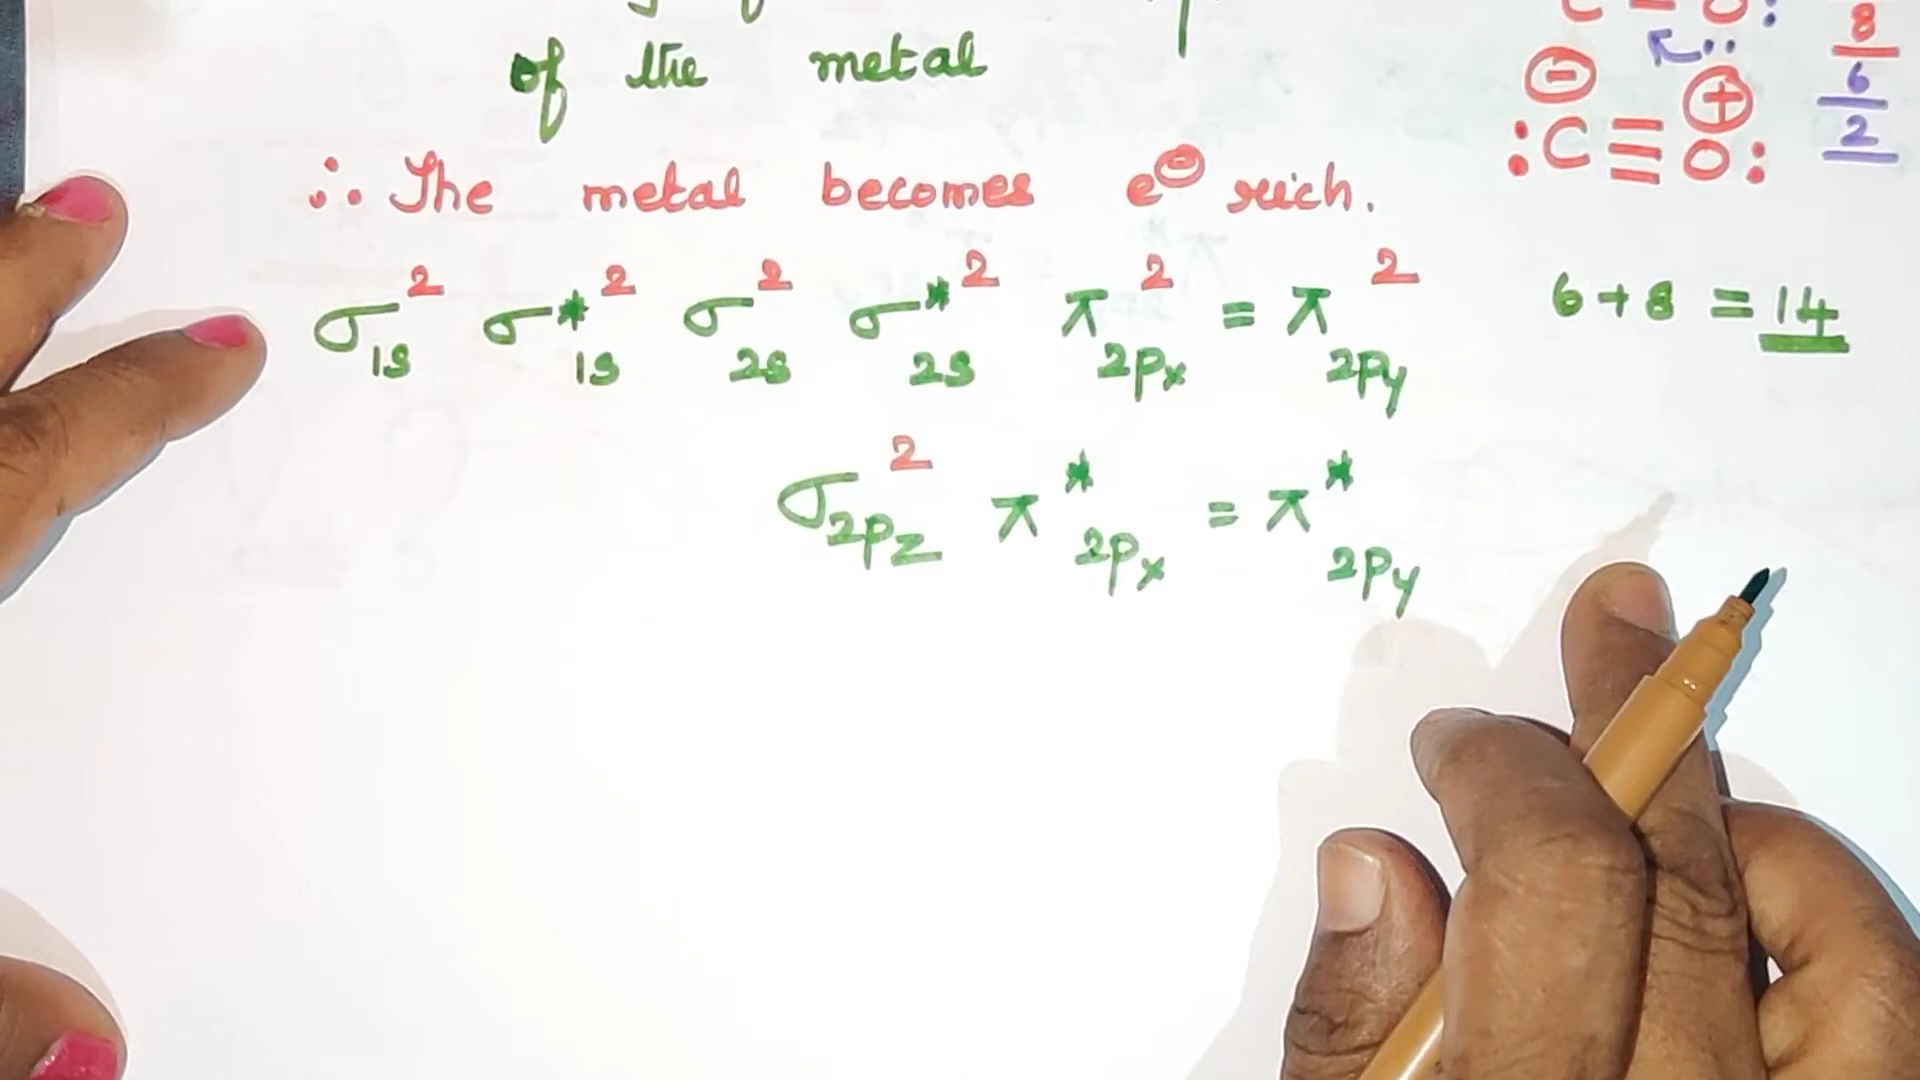 of the metal
∴ The metal becomes e⊖ rich.
σ1s² σ*1s² σ2s² σ*2s² π2px² = π2py²
σ2pz² π*2px = π*2py
8
6
2
⊖ ⊕
:C≡O:
6+8 = 14